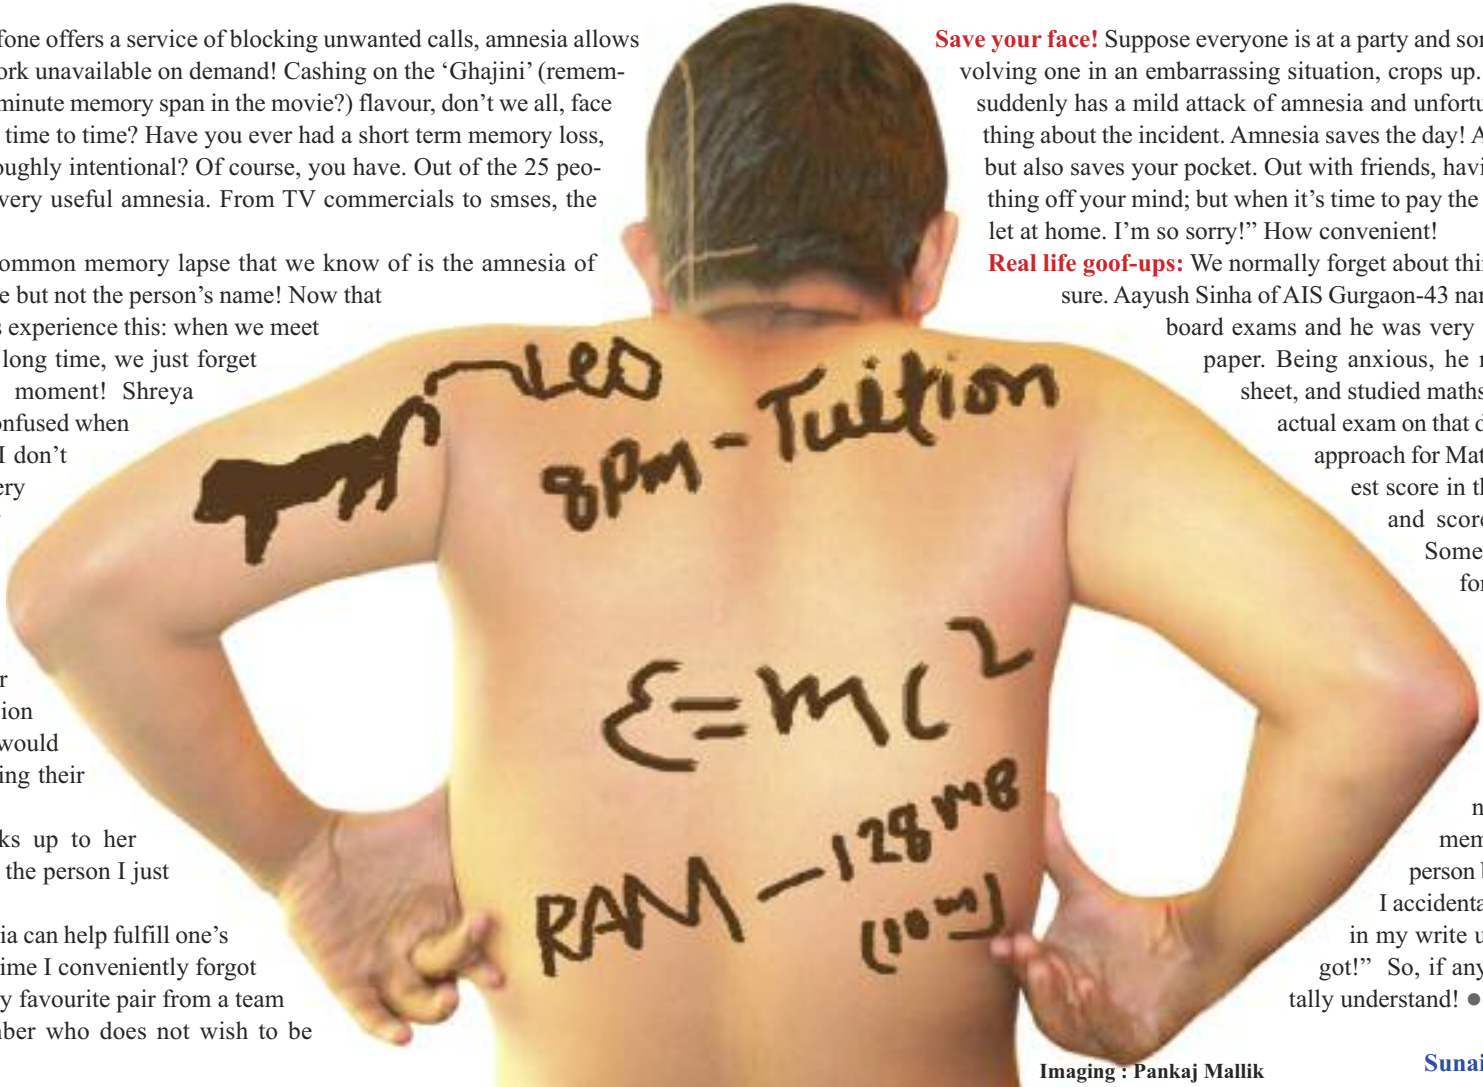 fone offers a service of blocking unwanted calls, amnesia allows
ork unavailable on demand! Cashing on the ‘Ghajini’ (remem-
minute memory span in the movie?) flavour, don’t we all, face
time to time? Have you ever had a short term memory loss,
oughly intentional? Of course, you have. Out of the 25 peo-
very useful amnesia. From TV commercials to smses, the
ommon memory lapse that we know of is the amnesia of
e but not the person’s name! Now that
s experience this: when we meet
long time, we just forget
moment! Shreya
onfused when
I don’t
ery
r
ion
would
ing their
ks up to her
the person I just
ia can help fulfill one’s
ime I conveniently forgot
y favourite pair from a team
ber who does not wish to be
Leo
8pm - Tuition
E=mc²
RAM - 128 MB
(10m)
Save your face! Suppose everyone is at a party and som
volving one in an embarrassing situation, crops up.
suddenly has a mild attack of amnesia and unfortu
thing about the incident. Amnesia saves the day! A
but also saves your pocket. Out with friends, havi
thing off your mind; but when it’s time to pay the
let at home. I’m so sorry!” How convenient!
Real life goof-ups: We normally forget about thi
sure. Aayush Sinha of AIS Gurgaon-43 nar
board exams and he was very
paper. Being anxious, he r
sheet, and studied maths
actual exam on that d
approach for Mat
est score in th
and score
Some
for
n
mem
person b
I accidenta
in my write u
got!” So, if any
tally understand! ●
Imaging : Pankaj Mallik
Sunai